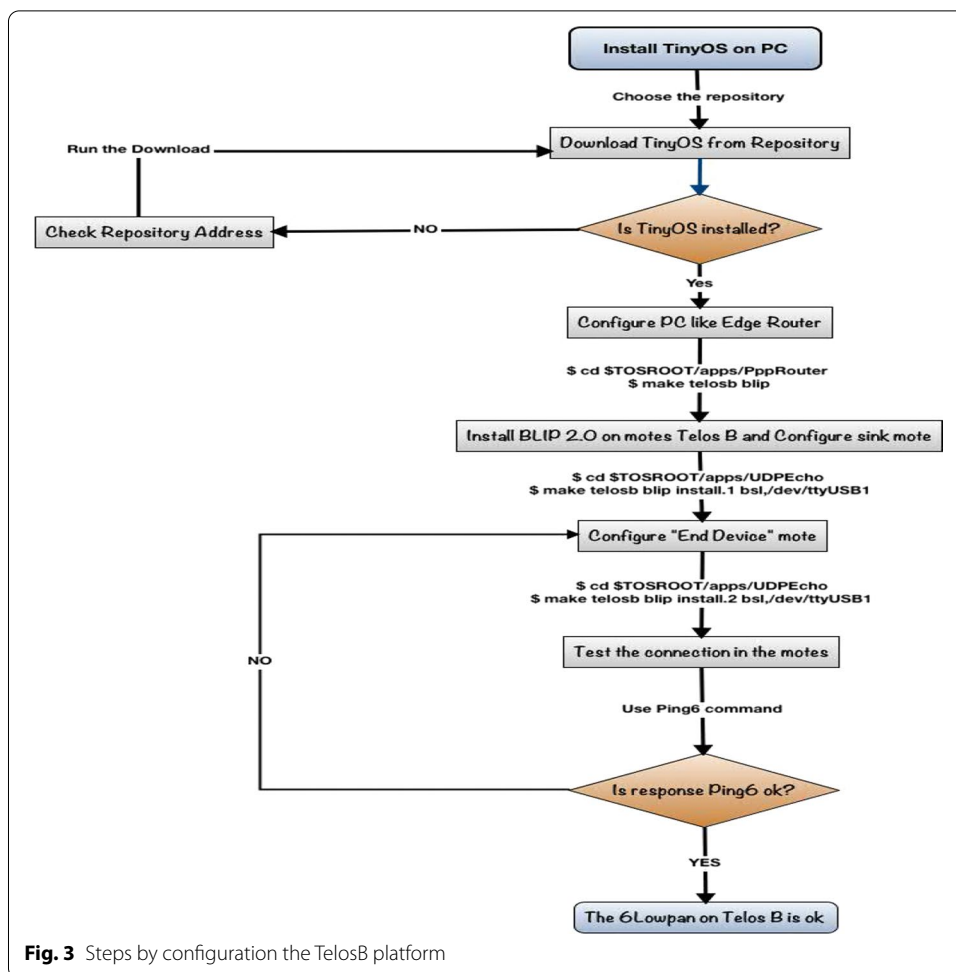 Install TinyOS on PC
Choose the repository
Run the Download
Download TinyOS from Repository
Check Repository Address
NO
Is TinyOS installed?
Yes
Configure PC like Edge Router
$ cd $TOSROOT/apps/PppRouter
$ make telosb blip
Install BLIP 2.0 on motes Telos B and Configure sink mote
$ cd $TOSROOT/apps/UDPEcho
$ make telosb blip install.1 bsl,/dev/ttyUSB1
Configure "End Device" mote
$ cd $TOSROOT/apps/UDPEcho
$ make telosb blip install.2 bsl,/dev/ttyUSB1
Test the connection in the motes
NO
Use Ping6 command
Is response Ping6 ok?
YES
The 6Lowpan on Telos B is ok
Fig. 3 Steps by configuration the TelosB platform